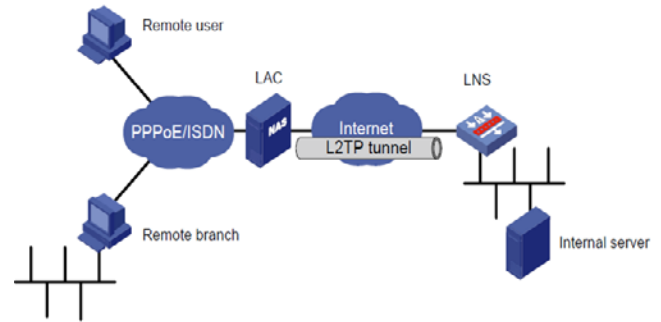 Remote user
LAC
LNS
PPPoE/ISDN
NAS
Internet
L2TP tunnel
Remote branch
Internal server